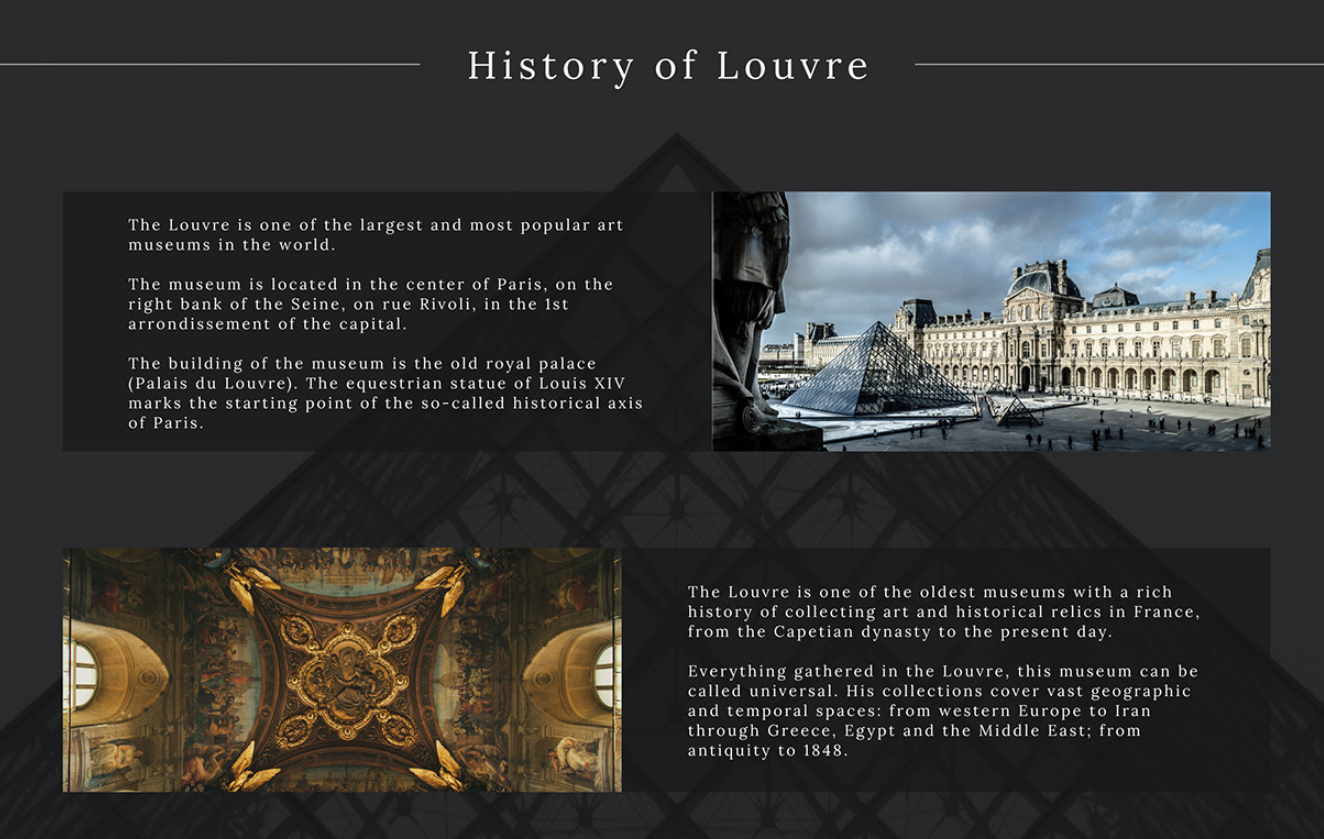 History of Louvre
The Louvre is one of the largest and most popular art
museums in the world.
The museum is located in the center of Paris, on the
right bank of the Seine, on rue Rivoli, in the 1st
arrondissement of the capital.
The building of the museum is the old royal palace
(Palais du Louvre). The equestrian statue of Louis XIV
marks the starting point of the so-called historical axis
of Paris.
The Louvre is one of the oldest museums with a rich
history of collecting art and historical relics in France,
from the Capetian dynasty to the present day.
Everything gathered in the Louvre, this museum can be
called universal. His collections cover vast geographic
and temporal spaces: from western Europe to Iran
through Greece, Egypt and the Middle East; from
antiquity to 1848.